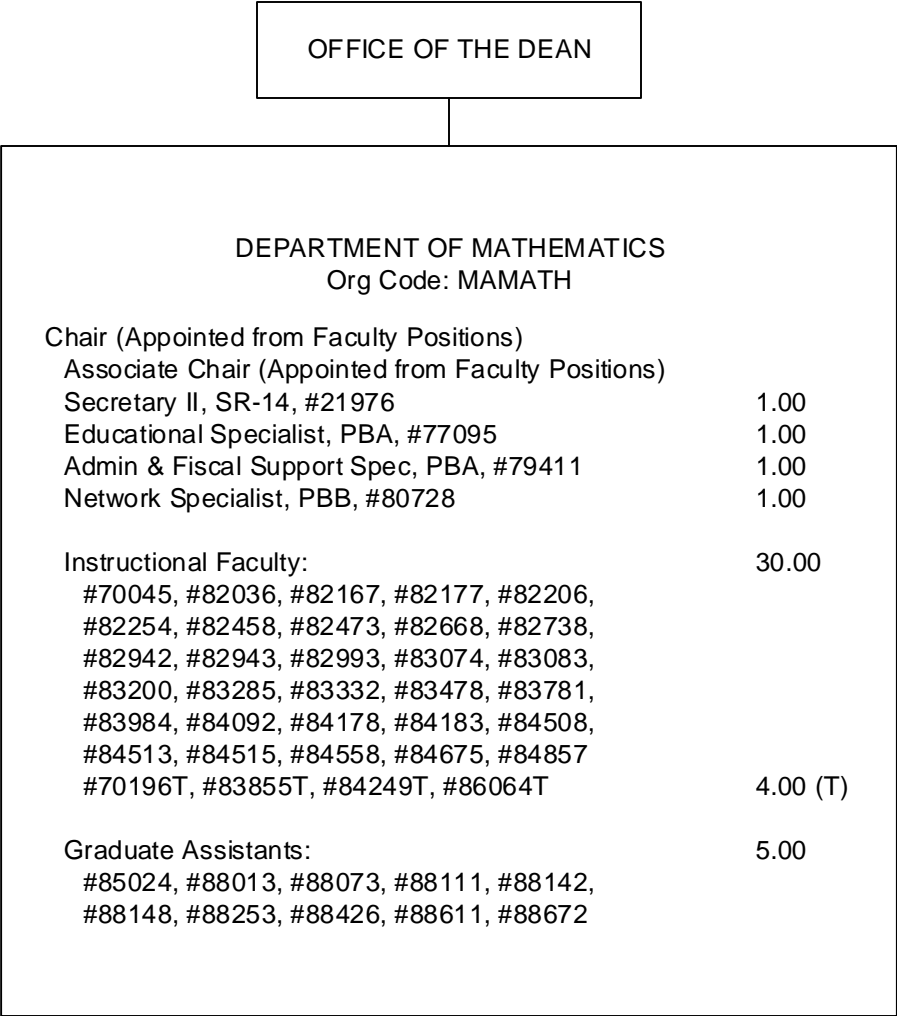 OFFICE OF THE DEAN
DEPARTMENT OF MATHEMATICS
Org Code: MAMATH
Chair (Appointed from Faculty Positions)
Associate Chair (Appointed from Faculty Positions)
Secretary II, SR-14, #21976 1.00
Educational Specialist, PBA, #77095 1.00
Admin & Fiscal Support Spec, PBA, #79411 1.00
Network Specialist, PBB, #80728 1.00
Instructional Faculty: 30.00
#70045, #82036, #82167, #82177, #82206,
#82254, #82458, #82473, #82668, #82738,
#82942, #82943, #82993, #83074, #83083,
#83200, #83285, #83332, #83478, #83781,
#83984, #84092, #84178, #84183, #84508,
#84513, #84515, #84558, #84675, #84857
#70196T, #83855T, #84249T, #86064T 4.00 (T)
Graduate Assistants: 5.00
#85024, #88013, #88073, #88111, #88142,
#88148, #88253, #88426, #88611, #88672